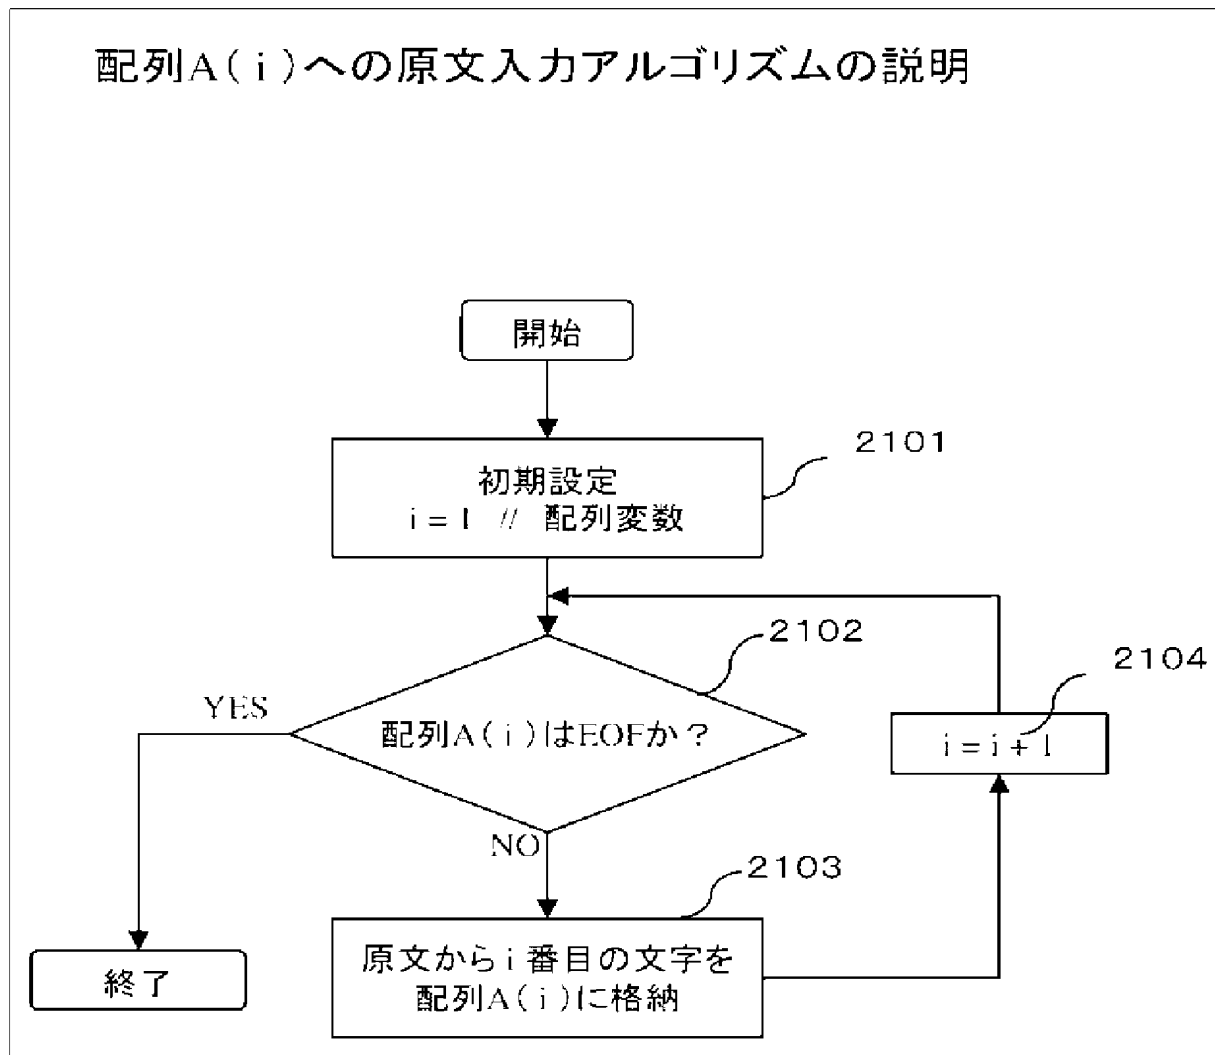 配列A(i)への原文入力アルゴリズムの説明
開始
2101
初期設定
i=1 // 配列変数
2102
2104
YES
配列A(i)はEOFか?
i=i+1
NO
2103
原文からi番目の文字を
配列A(i)に格納
終了